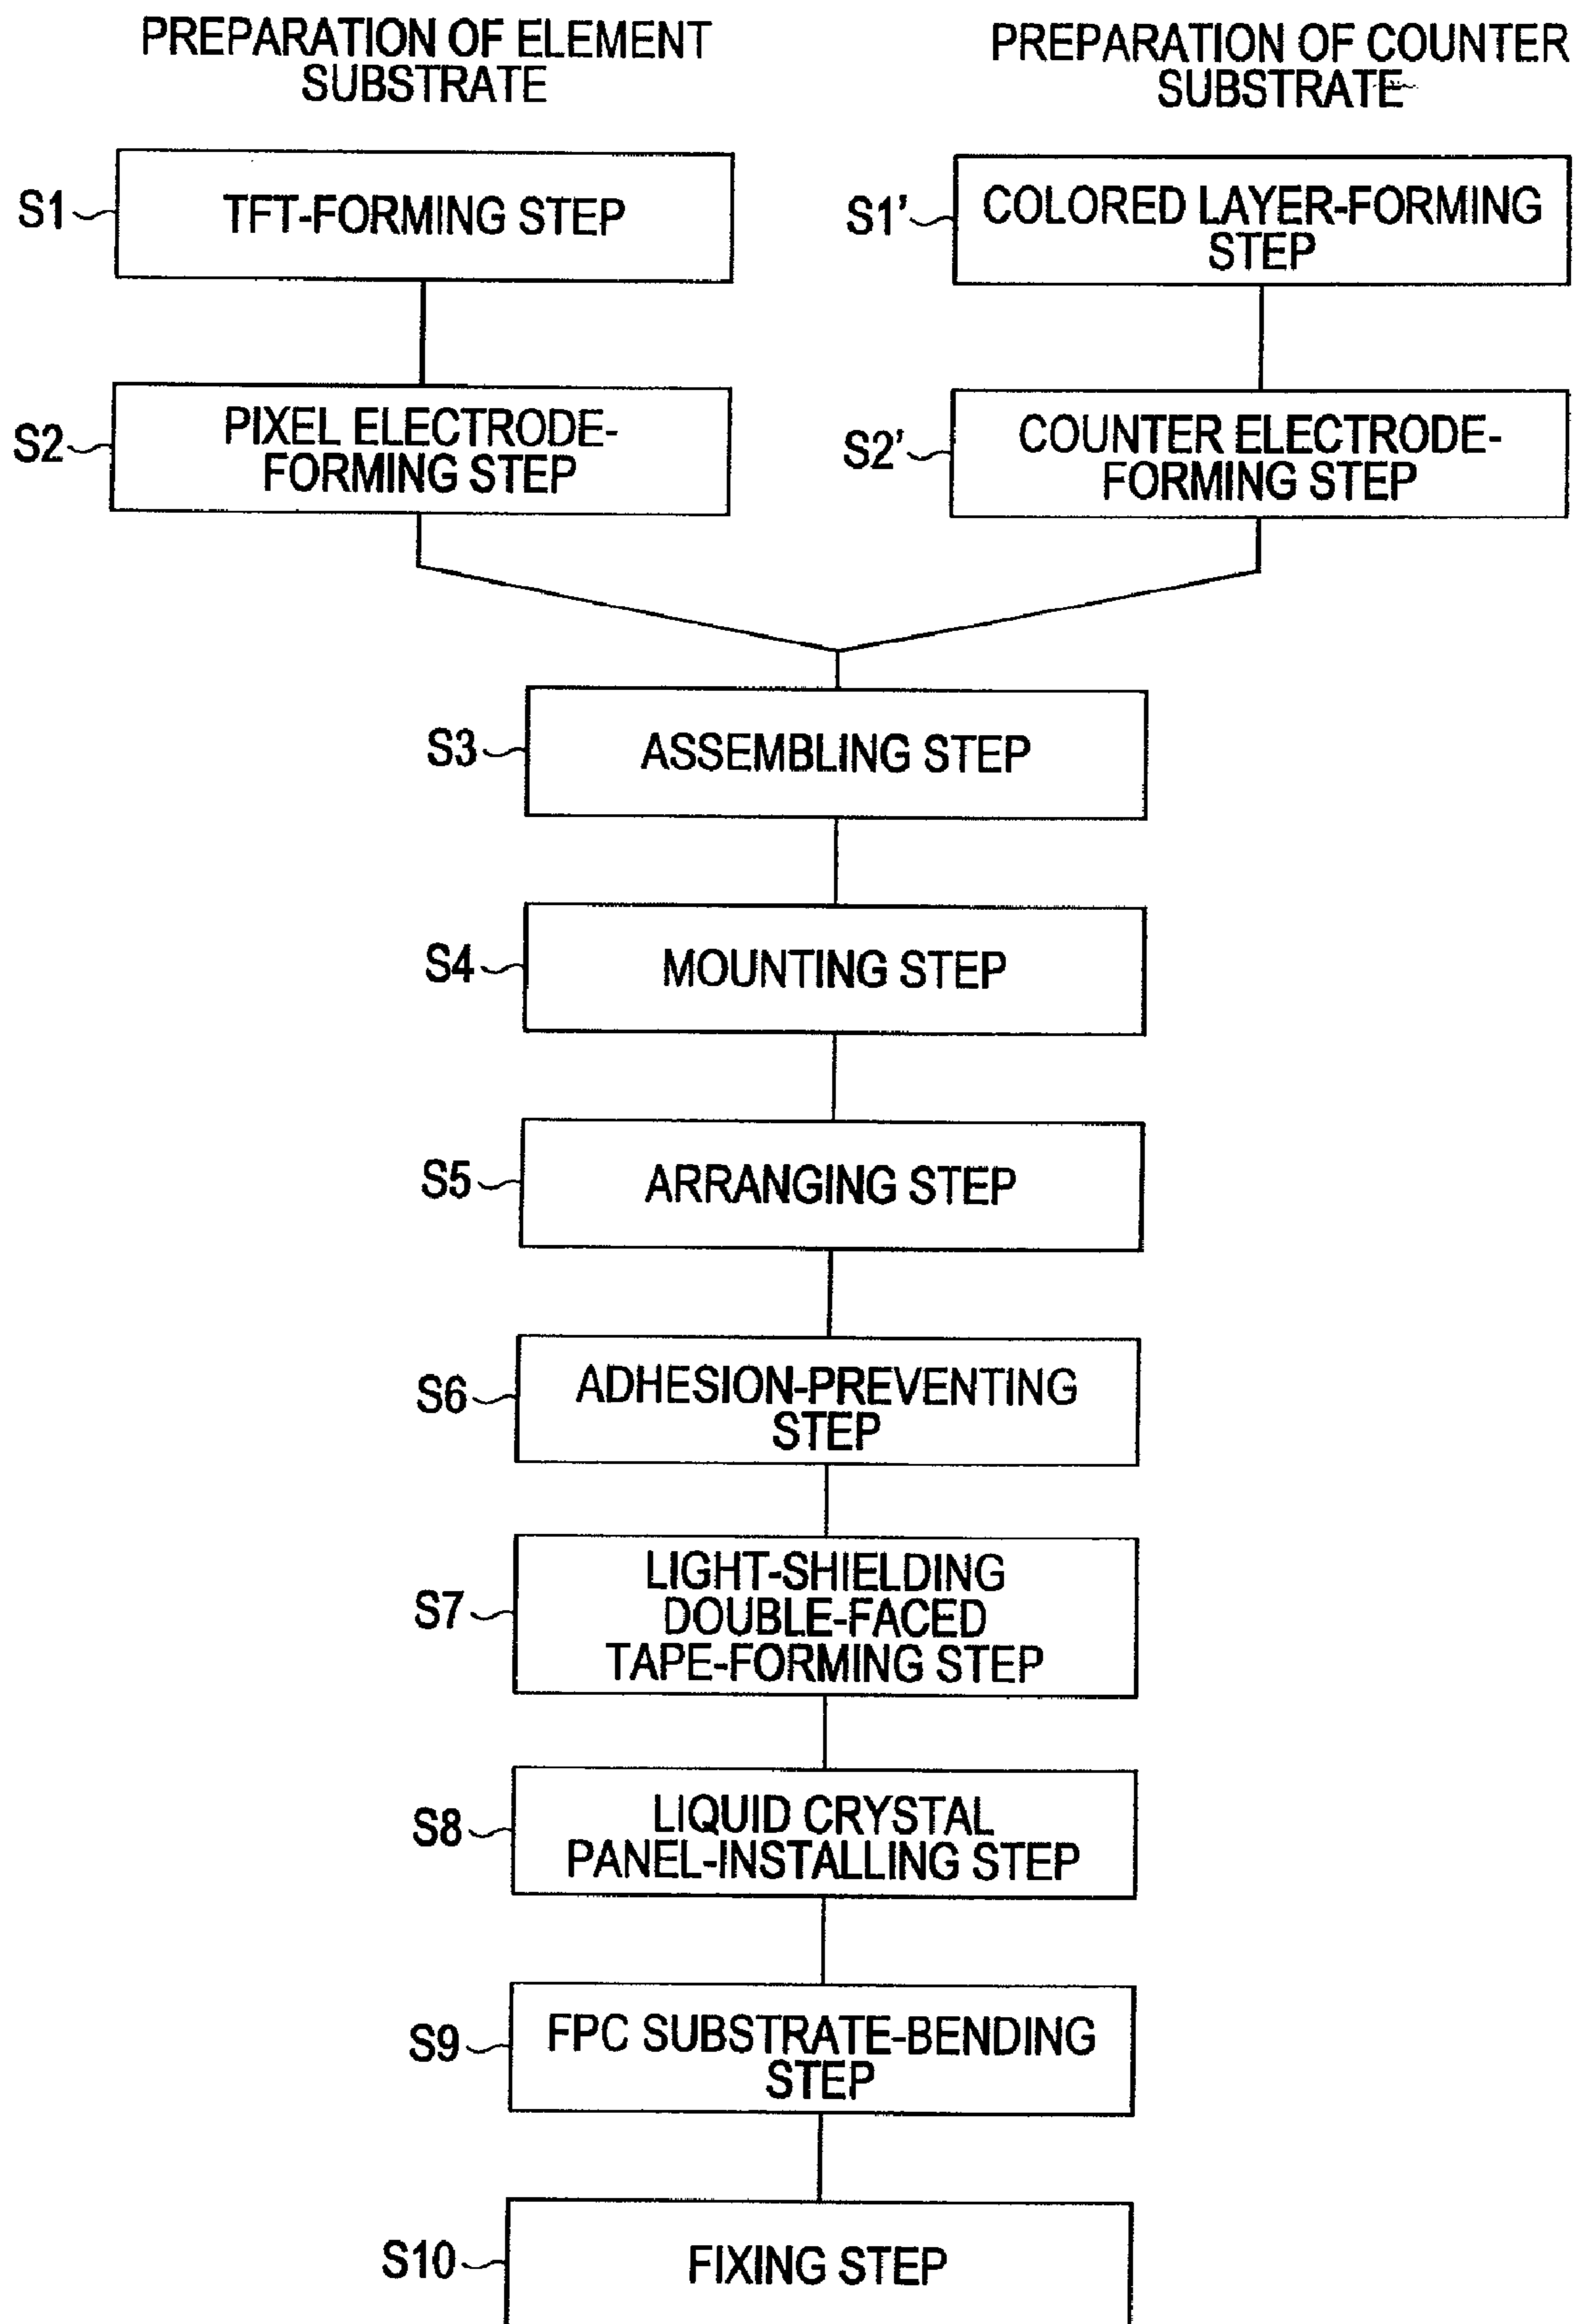 PREPARATION OF ELEMENT
SUBSTRATE
PREPARATION OF COUNTER
SUBSTRATE
S1
TFT-FORMING STEP
S1'
COLORED LAYER-FORMING
STEP
S2
PIXEL ELECTRODE-
FORMING STEP
S2'
COUNTER ELECTRODE-
FORMING STEP
S3
ASSEMBLING STEP
S4
MOUNTING STEP
S5
ARRANGING STEP
S6
ADHESION-PREVENTING
STEP
S7
LIGHT-SHIELDING
DOUBLE-FACED
TAPE-FORMING STEP
S8
LIQUID CRYSTAL
PANEL-INSTALLING STEP
S9
FPC SUBSTRATE-BENDING
STEP
S10
FIXING STEP